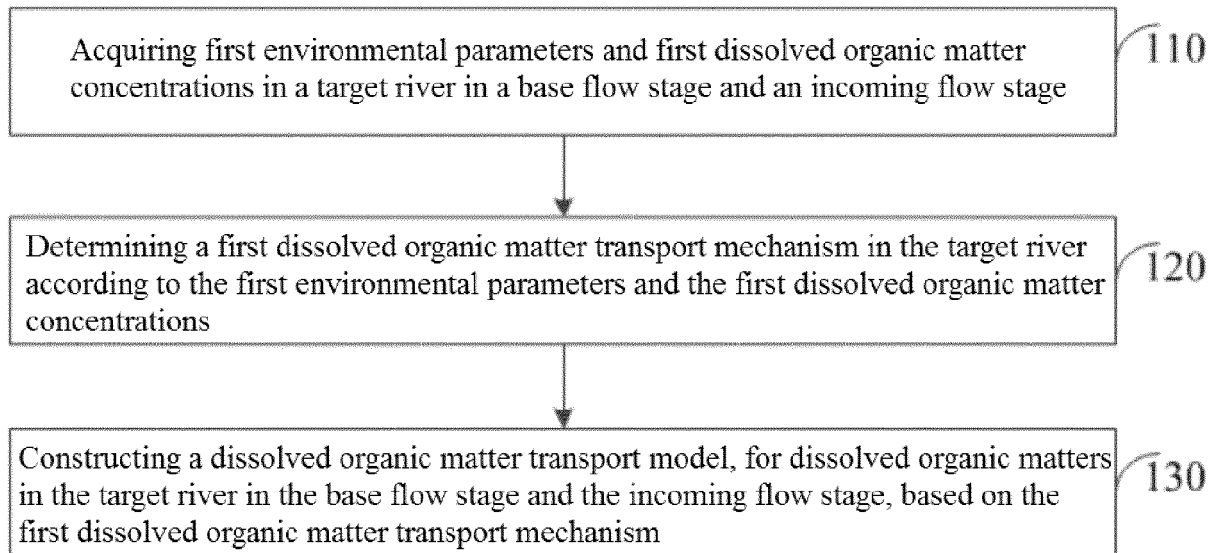 Acquiring first environmental parameters and first dissolved organic matter
concentrations in a target river in a base flow stage and an incoming flow stage
110
Determining a first dissolved organic matter transport mechanism in the target river
according to the first environmental parameters and the first dissolved organic matter
concentrations
120
Constructing a dissolved organic matter transport model, for dissolved organic matters
in the target river in the base flow stage and the incoming flow stage, based on the
first dissolved organic matter transport mechanism
130